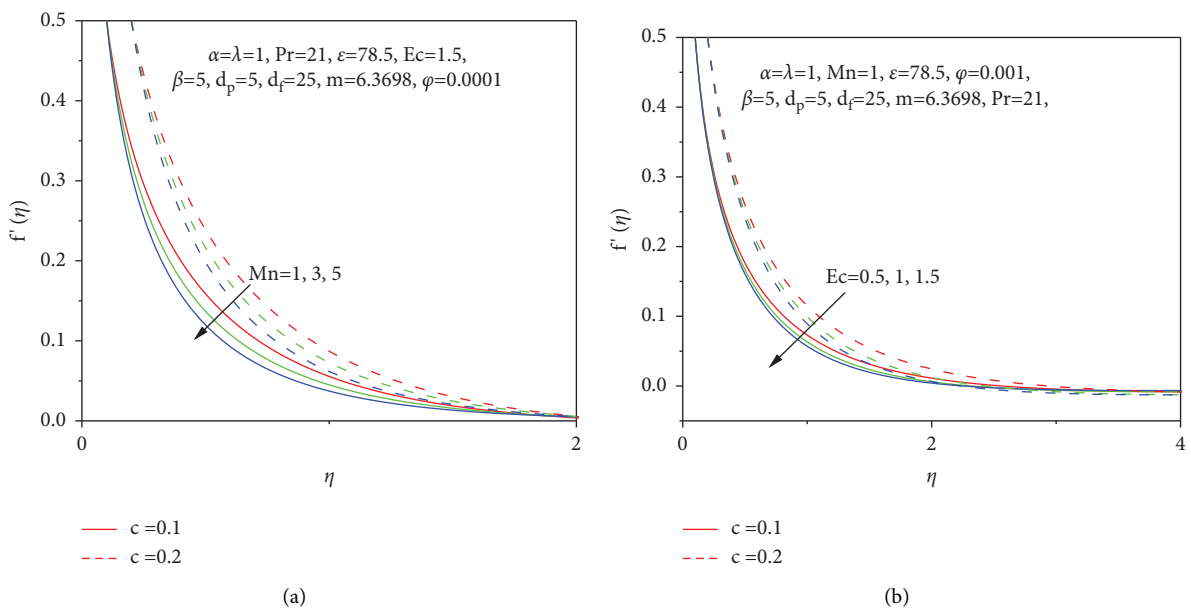 α=λ=1, Pr=21, ε=78.5, Ec=1.5,
β=5, dp=5, df=25, m=6.3698, φ=0.0001
0.5
0.4
0.3
0.2
0.1
0.0
f' (η)
Mn=1, 3, 5
0
2
η
c =0.1
c =0.2
(a)
α=λ=1, Mn=1, ε=78.5, φ=0.001,
β=5, dp=5, df=25, m=6.3698, Pr=21,
0.5
0.4
0.3
0.2
0.1
0.0
f' (η)
Ec=0.5, 1, 1.5
0
2
4
η
c =0.1
c =0.2
(b)